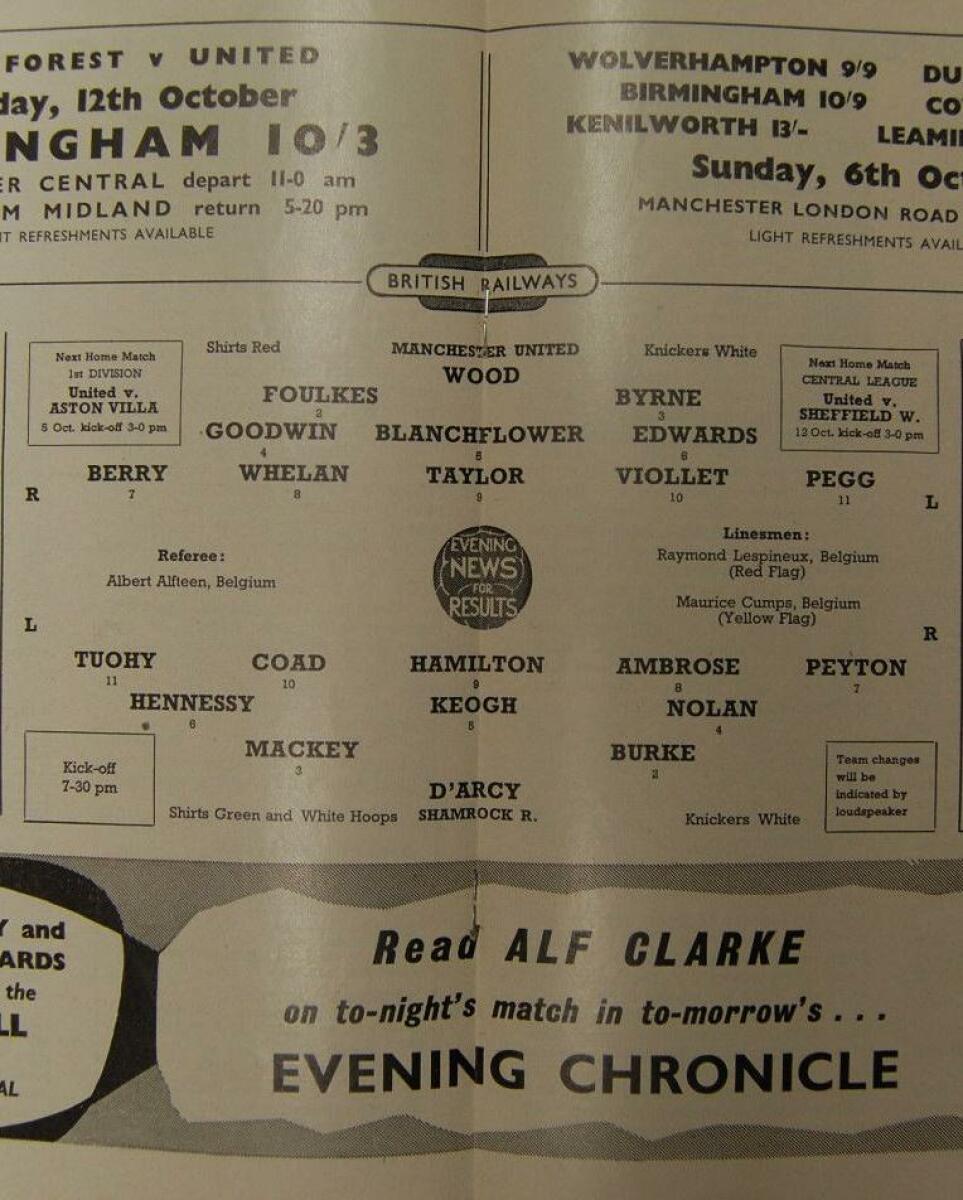 FOREST v UNITED
day, 12th October
NGHAM 10/3
ER CENTRAL depart 11-0 am
M MIDLAND return 5-20 pm
HT REFRESHMENTS AVAILABLE
WOLVERHAMPTON 9/9 DU
BIRMINGHAM 10/9 CO
KENILWORTH 13/- LEAMI
Sunday, 6th Oct
MANCHESTER LONDON ROAD
LIGHT REFRESHMENTS AVAIL
BRITISH RAILWAYS
Next Home Match
1st DIVISION
United v.
ASTON VILLA
5 Oct. kick-off 3-0 pm
Shirts Red
MANCHESTER UNITED
Knickers White
Next Home Match
CENTRAL LEAGUE
United v.
SHEFFIELD W.
12 Oct. kick-off 3-0 pm
WOOD
FOULKES BYRNE
2 3
GOODWIN BLANCHFLOWER EDWARDS
4 5 6
BERRY WHELAN TAYLOR VIOLLET PEGG
R 7 8 9 10 11 L
Referee:
Albert Alfteen, Belgium
EVENING
NEWS
FOR
RESULTS
Linesmen:
Raymond Lespineux, Belgium
(Red Flag)
Maurice Cumps, Belgium
(Yellow Flag)
L R
TUOHY COAD HAMILTON AMBROSE PEYTON
11 10 9 8 7
HENNESSY KEOGH NOLAN
6 5 4
MACKEY BURKE
3 2
Kick-off
7-30 pm
D'ARCY
Shirts Green and White Hoops SHAMROCK R. Knickers White
Team changes
will be
indicated by
loudspeaker
Y and
ARDS
the
LL
AL
Read ALF CLARKE
on to-night's match in to-morrow's . . .
EVENING CHRONICLE